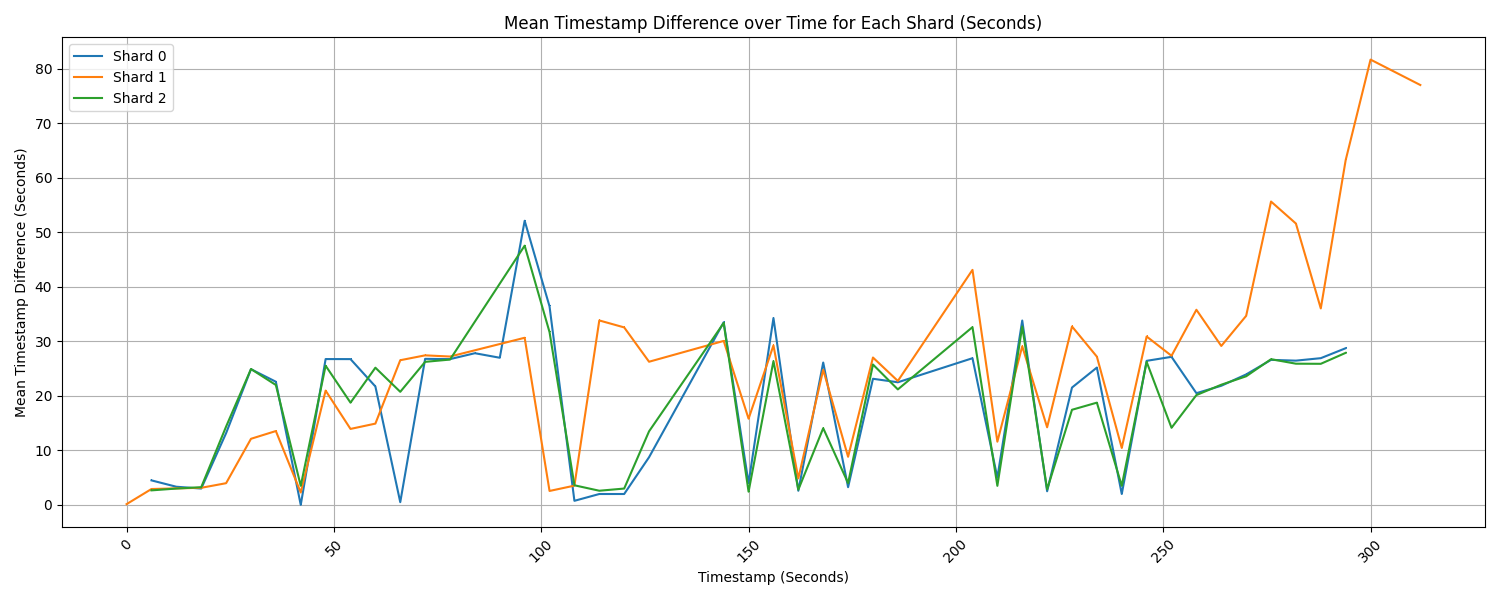 Mean Timestamp Difference over Time for Each Shard (Seconds)
Shard 0
Shard 1
Shard 2
Mean Timestamp Difference (Seconds)
80
70
60
50
40
30
20
10
0
0
50
100
150
200
250
300
Timestamp (Seconds)